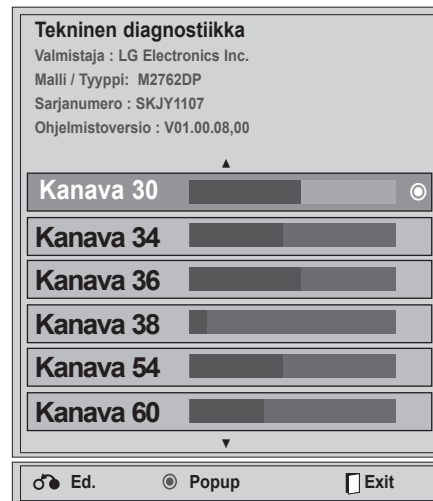 Tekninen diagnostiikka
Valmistaja : LG Electronics Inc.
Malli / Tyyppi: M2762DP
Sarjanumero : SKJY1107
Ohjelmistoversio : V01.00.08,00
Kanava 30
Kanava 34
Kanava 36
Kanava 38
Kanava 54
Kanava 60
Ed. Popup Exit